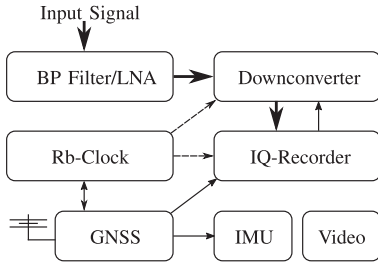 Input Signal
BP Filter/LNA
Downconverter
Rb-Clock
IQ-Recorder
GNSS
IMU
Video